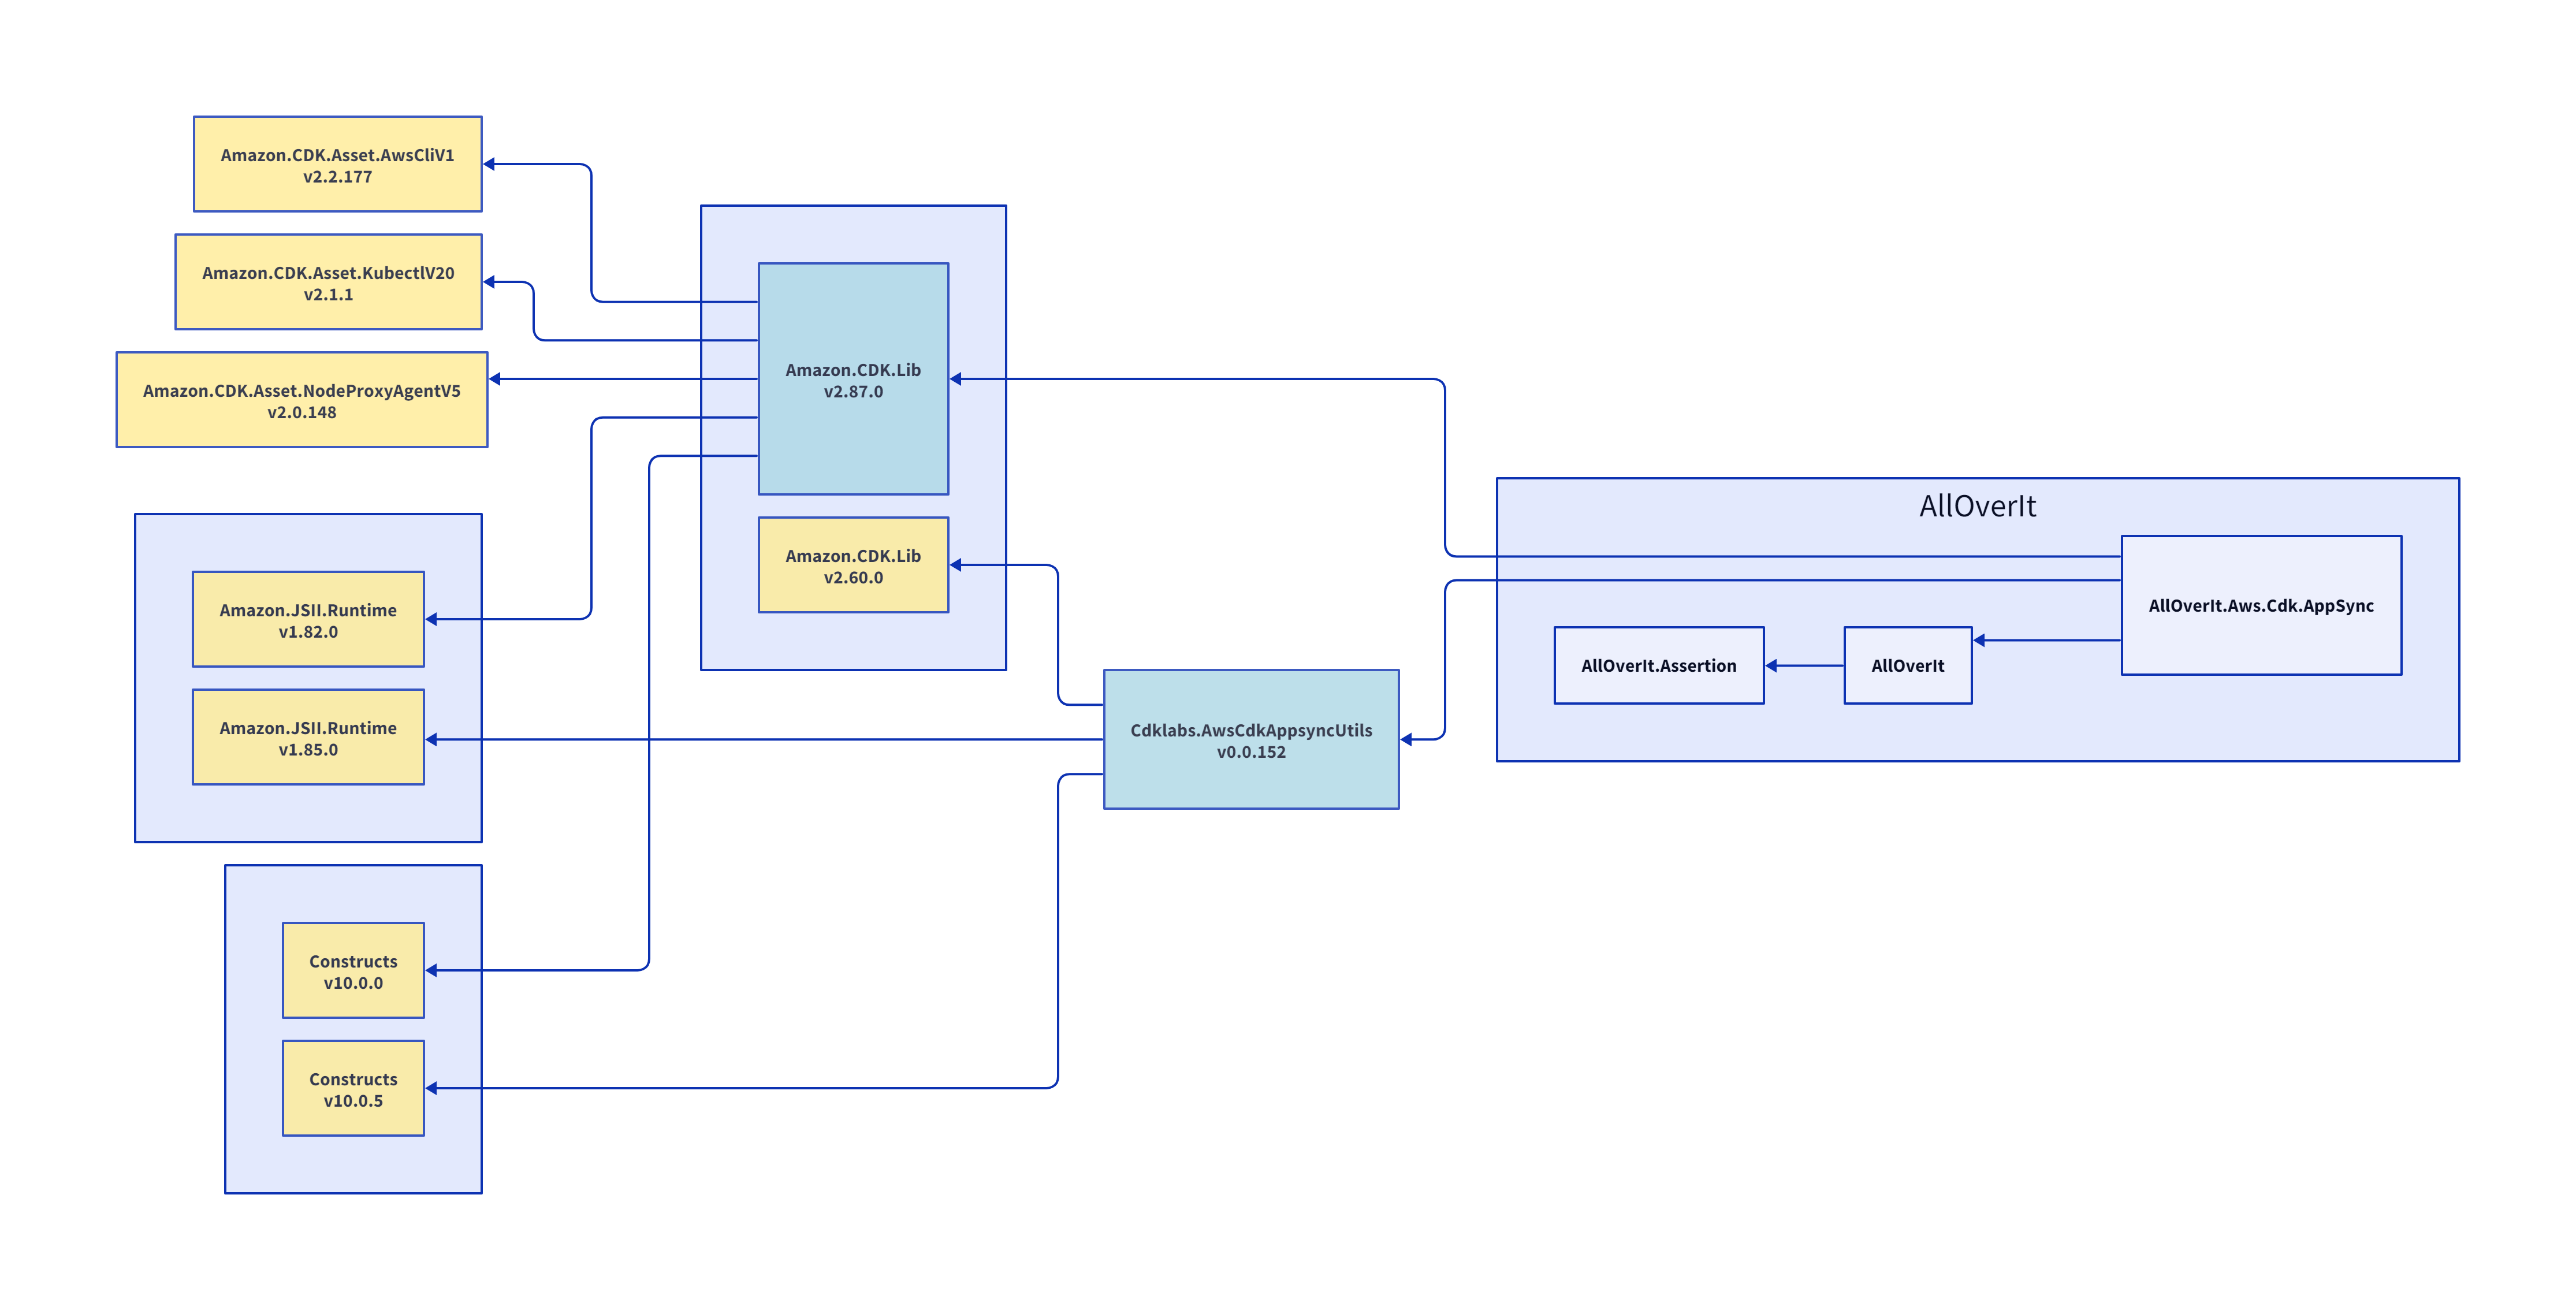 Amazon.CDK.Asset.AwsCliV1
v2.2.177
Amazon.CDK.Asset.KubectlV20
v2.1.1
Amazon.CDK.Asset.NodeProxyAgentV5
v2.0.148
Amazon.JSII.Runtime
v1.82.0
Amazon.JSII.Runtime
v1.85.0
Constructs
v10.0.0
Constructs
v10.0.5
Amazon.CDK.Lib
v2.87.0
Amazon.CDK.Lib
v2.60.0
Cdklabs.AwsCdkAppsyncUtils
v0.0.152
AllOverIt
AllOverIt.Assertion
AllOverIt
AllOverIt.Aws.Cdk.AppSync